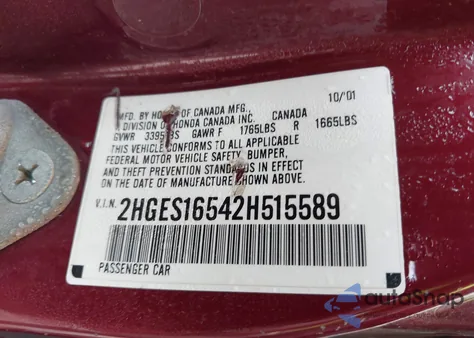 10/01
MFD. BY HONDA OF CANADA MFG.,
A DIVISION OF HONDA CANADA INC. CANADA
GVWR 3395LBS GAWR F 1765LBS R 1665LBS
THIS VEHICLE CONFORMS TO ALL APPLICABLE
FEDERAL MOTOR VEHICLE SAFETY, BUMPER,
AND THEFT PREVENTION STANDARDS IN EFFECT
ON THE DATE OF MANUFACTURE SHOWN ABOVE.
V.I.N. 2HGES16542H515589
PASSENGER CAR
autoShop